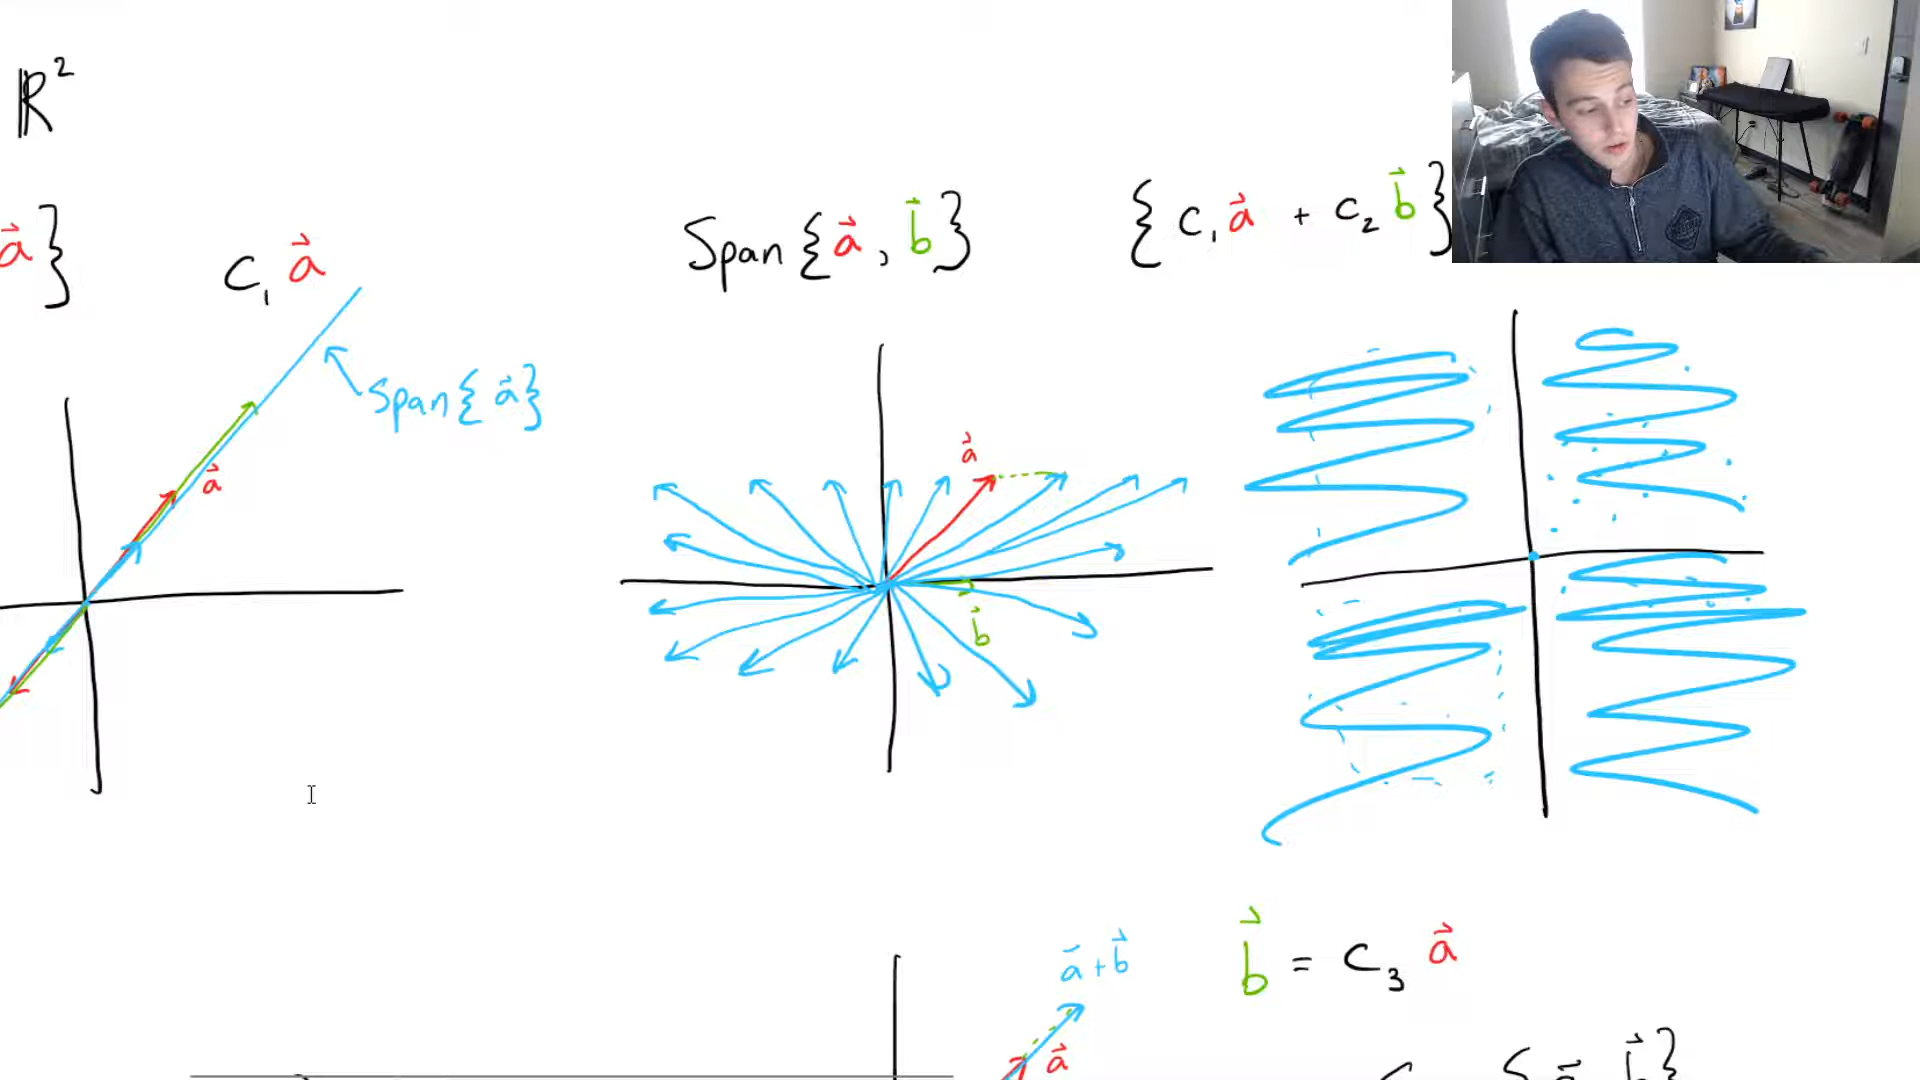 ℝ²
a⃗}
C₁ a⃗
Span{a⃗}
a⃗
Span{a⃗, b⃗}
{C₁a⃗ + C₂b⃗}
a⃗
b⃗
a⃗ + b⃗
a⃗
b⃗ = C₃ a⃗
b⃗}